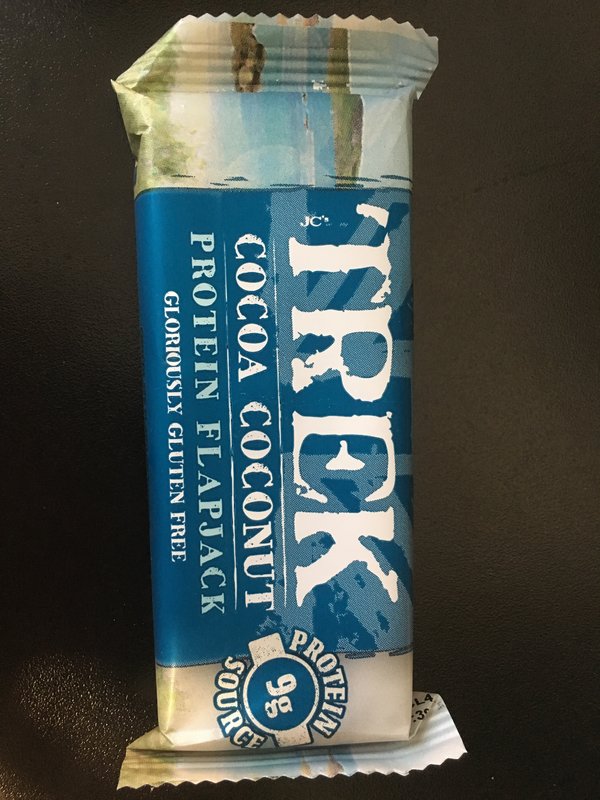 JC's
TREK
COCOA COCONUT
PROTEIN FLAPJACK
GLORIOUSLY GLUTEN FREE
PROTEIN
9g
SOURCE